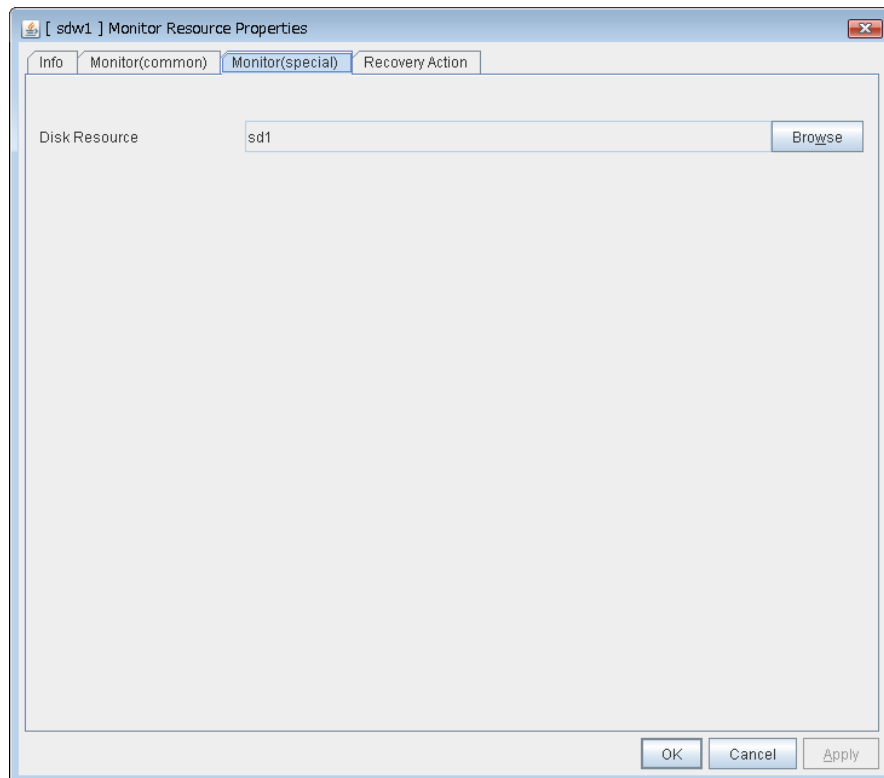 [ sdw1 ] Monitor Resource Properties
Info Monitor(common) Monitor(special) Recovery Action
Disk Resource sd1 Browse
OK Cancel Apply